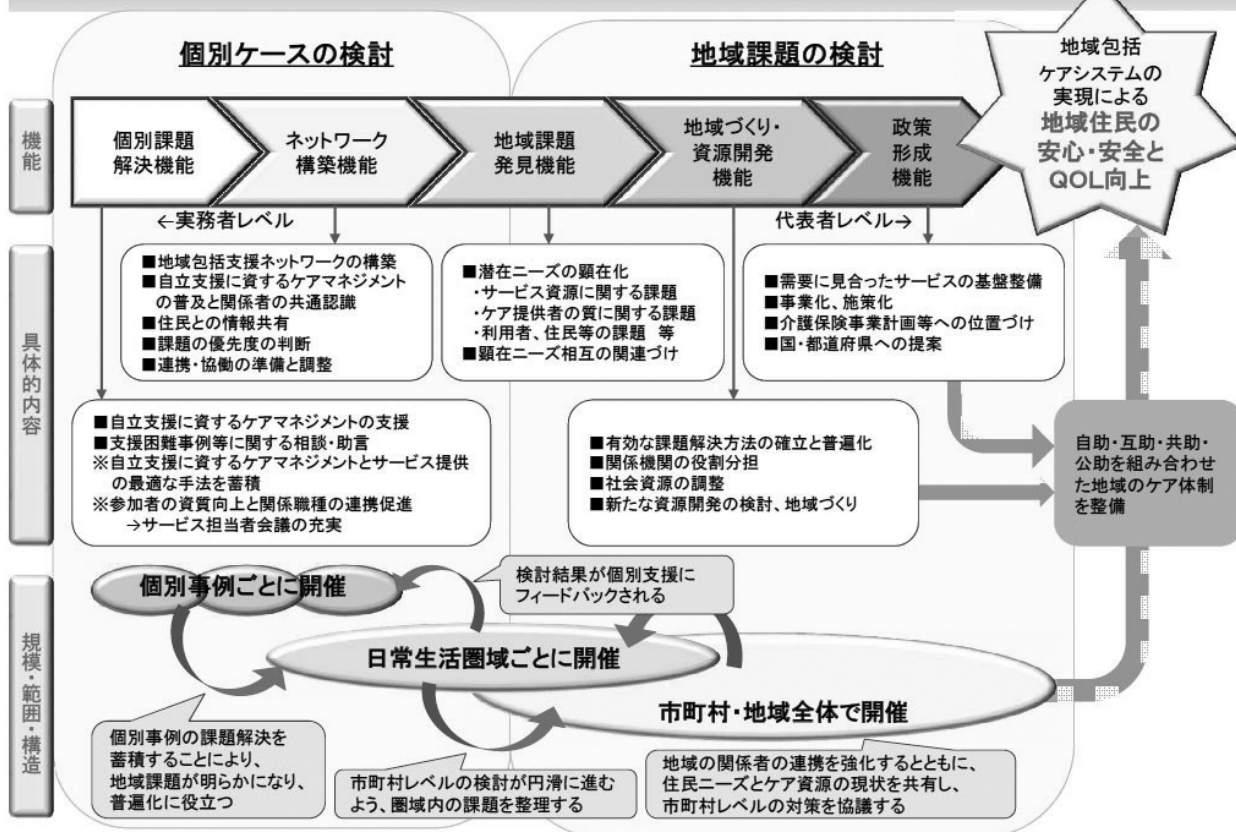 個別ケースの検討
地域課題の検討
地域包括
ケアシステムの
実現による
地域住民の
安心・安全と
QOL向上
機能
個別課題
解決機能
ネットワーク
構築機能
地域課題
発見機能
地域づくり・
資源開発
機能
政策
形成
機能
←実務者レベル
代表者レベル→
具体的内容
■地域包括支援ネットワークの構築
■自立支援に資するケアマネジメント
の普及と関係者の共通認識
■住民との情報共有
■課題の優先度の判断
■連携・協働の準備と調整
■潜在ニーズの顕在化
・サービス資源に関する課題
・ケア提供者の質に関する課題
・利用者、住民等の課題 等
■顕在ニーズ相互の関連づけ
■需要に見合ったサービスの基盤整備
■事業化、施策化
■介護保険事業計画等への位置づけ
■国・都道府県への提案
■自立支援に資するケアマネジメントの支援
■支援困難事例等に関する相談・助言
※自立支援に資するケアマネジメントとサービス提供
の最適な手法を蓄積
※参加者の資質向上と関係職種の連携促進
→サービス担当者会議の充実
■有効な課題解決方法の確立と普遍化
■関係機関の役割分担
■社会資源の調整
■新たな資源開発の検討、地域づくり
自助・互助・共助・
公助を組み合わせ
た地域のケア体制
を整備
規模・範囲・構造
個別事例ごとに開催
検討結果が個別支援に
フィードバックされる
日常生活圏域ごとに開催
市町村・地域全体で開催
個別事例の課題解決を
蓄積することにより、
地域課題が明らかになり、
普遍化に役立つ
市町村レベルの検討が円滑に進む
よう、圏域内の課題を整理する
地域の関係者の連携を強化するとともに、
住民ニーズとケア資源の現状を共有し、
市町村レベルの対策を協議する